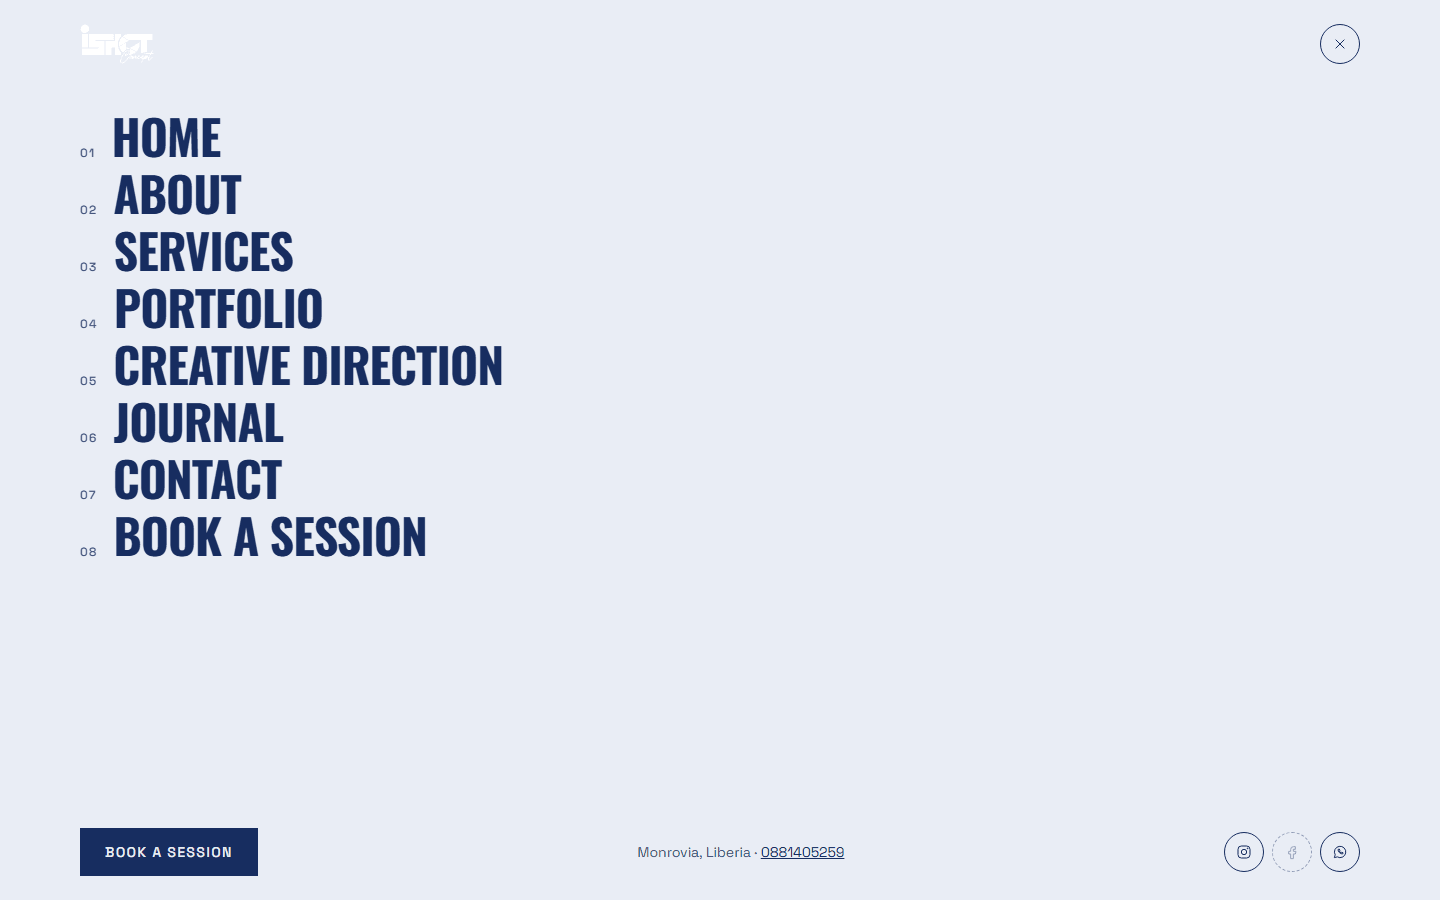 iSHOT
01 HOME
02 ABOUT
03 SERVICES
04 PORTFOLIO
05 CREATIVE DIRECTION
06 JOURNAL
07 CONTACT
08 BOOK A SESSION
BOOK A SESSION
Monrovia, Liberia · 0881405259